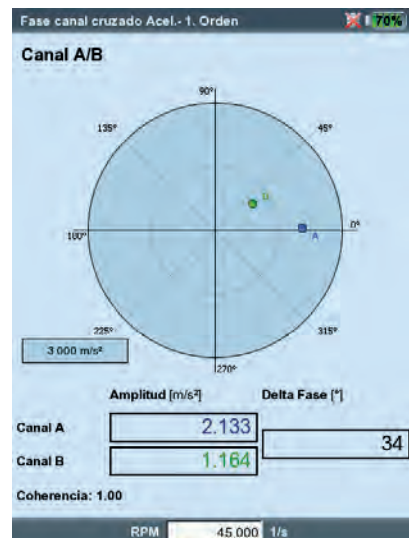 Fase canal cruzado Acel.- 1. Orden 70%
Canal A/B
90°
135° 45°
B
180° 0°
A
225° 315°
3 000 m/s²
270°
Amplitud [m/s²] Delta Fase [°]
Canal A 2.133
34
Canal B 1.164
Coherencia: 1.00
RPM 45.000 1/s